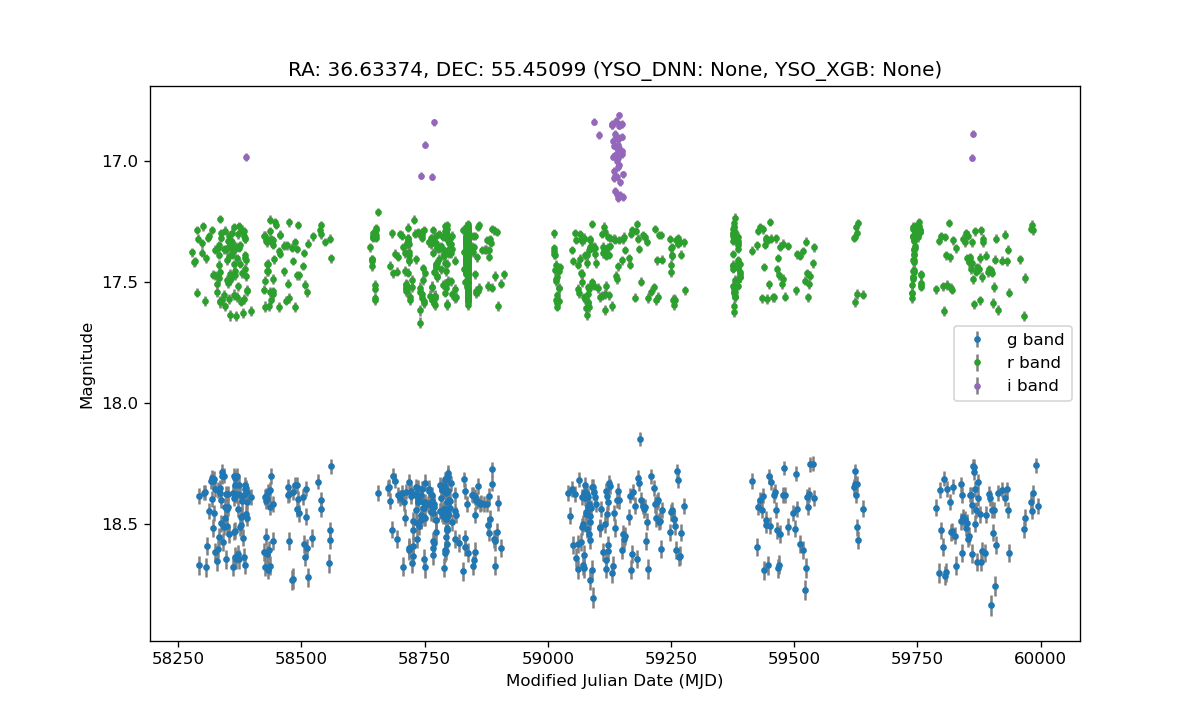 RA: 36.63374, DEC: 55.45099 (YSO_DNN: None, YSO_XGB: None)
Magnitude
17.0
17.5
18.0
18.5
g band
r band
i band
58250 58500 58750 59000 59250 59500 59750 60000
Modified Julian Date (MJD)